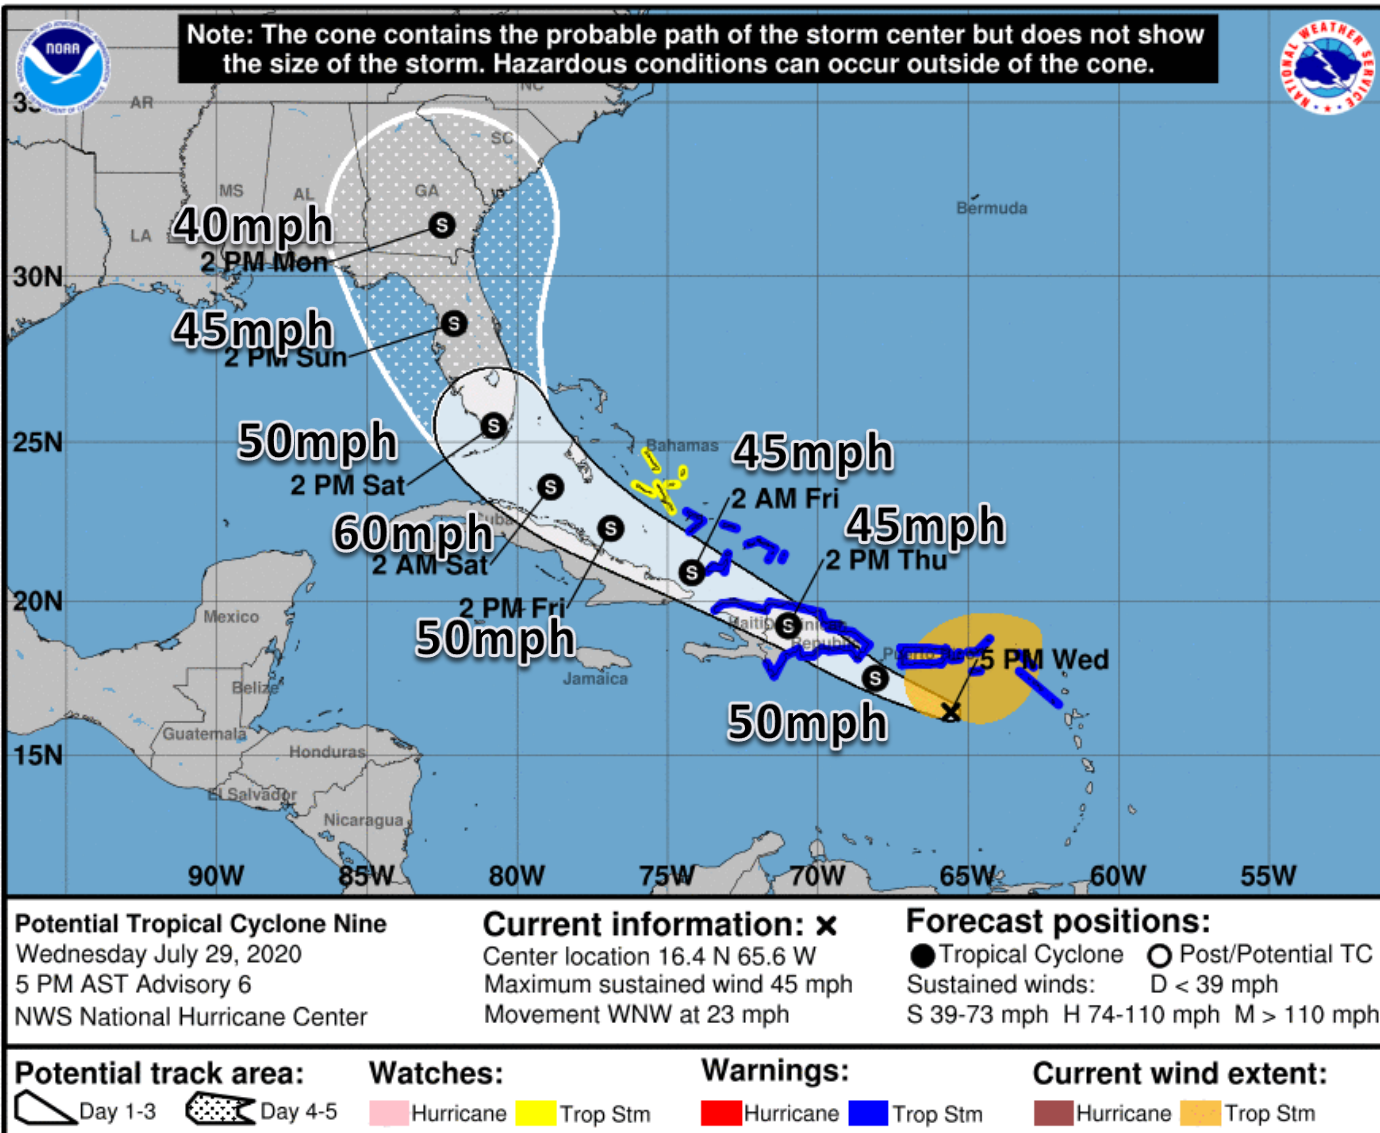 Note: The cone contains the probable path of the storm center but does not show
the size of the storm. Hazardous conditions can occur outside of the cone.
NOAA
NATIONAL WEATHER SERVICE
NC
AR
SC
MS
AL
GA
LA
Bermuda
40mph
2 PM Mon
30N
45mph
2 PM Sun
25N
50mph
2 PM Sat
Bahamas
45mph
2 AM Fri
60mph
2 AM Sat
45mph
2 PM Thu
20N
2 PM Fri
50mph
Mexico
Haiti
Jamaica
5 PM Wed
Belize
50mph
Guatemala
Honduras
15N
El Salvador
Nicaragua
90W 85W 80W 75W 70W 65W 60W 55W
Potential Tropical Cyclone Nine
Wednesday July 29, 2020
5 PM AST Advisory 6
NWS National Hurricane Center
Current information: x
Center location 16.4 N 65.6 W
Maximum sustained wind 45 mph
Movement WNW at 23 mph
Forecast positions:
Tropical Cyclone Post/Potential TC
Sustained winds: D < 39 mph
S 39-73 mph H 74-110 mph M > 110 mph
Potential track area:
Day 1-3 Day 4-5
Watches:
Hurricane Trop Stm
Warnings:
Hurricane Trop Stm
Current wind extent:
Hurricane Trop Stm